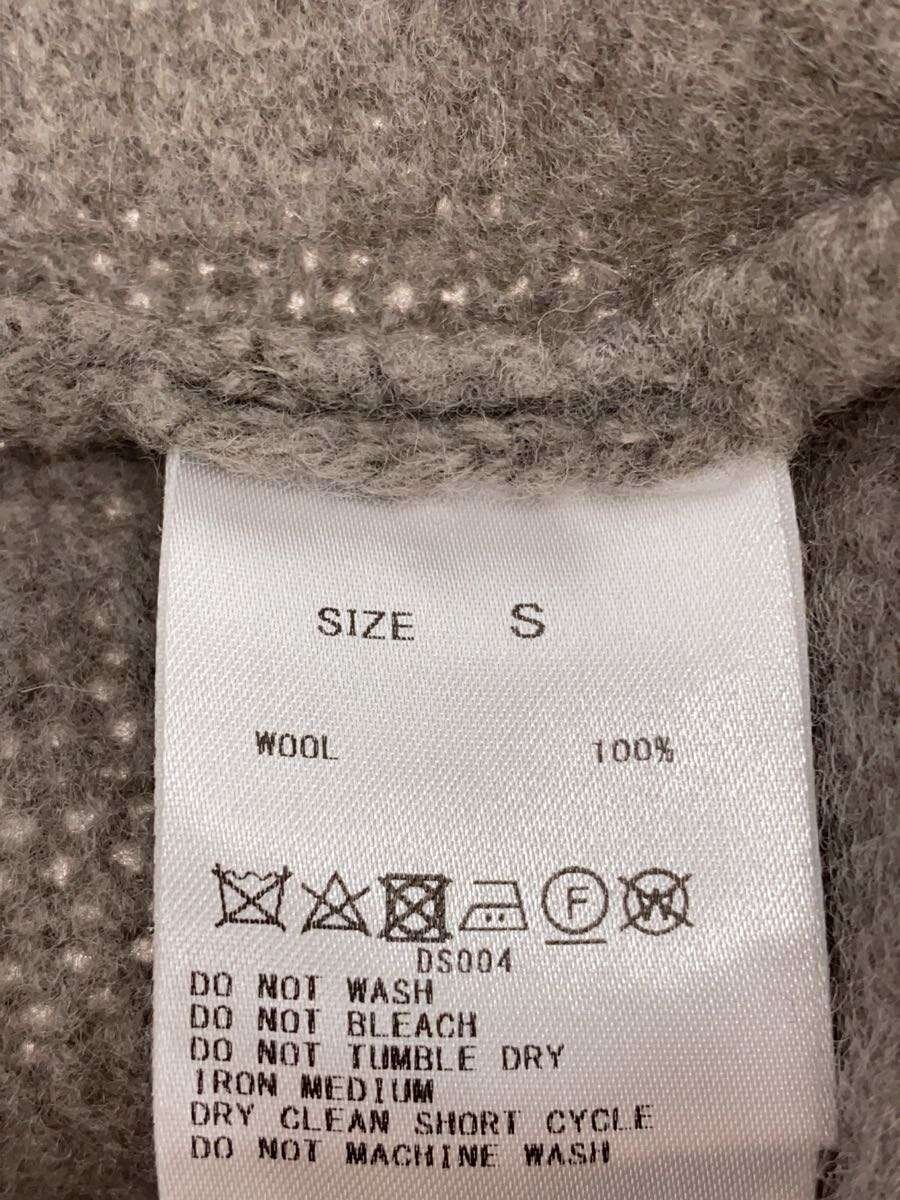 SIZE S
WOOL 100%
F W
DS004
DO NOT WASH
DO NOT BLEACH
DO NOT TUMBLE DRY
IRON MEDIUM
DRY CLEAN SHORT CYCLE
DO NOT MACHINE WASH